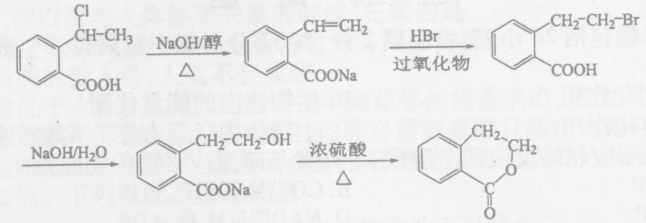 Cl
CH-CH₃
COOH
NaOH/醇
△
CH=CH₂
COONa
HBr
过氧化物
CH₂-CH₂-Br
COOH
NaOH/H₂O
CH₂-CH₂-OH
COONa
浓硫酸
△
CH₂
CH₂
O
C
O